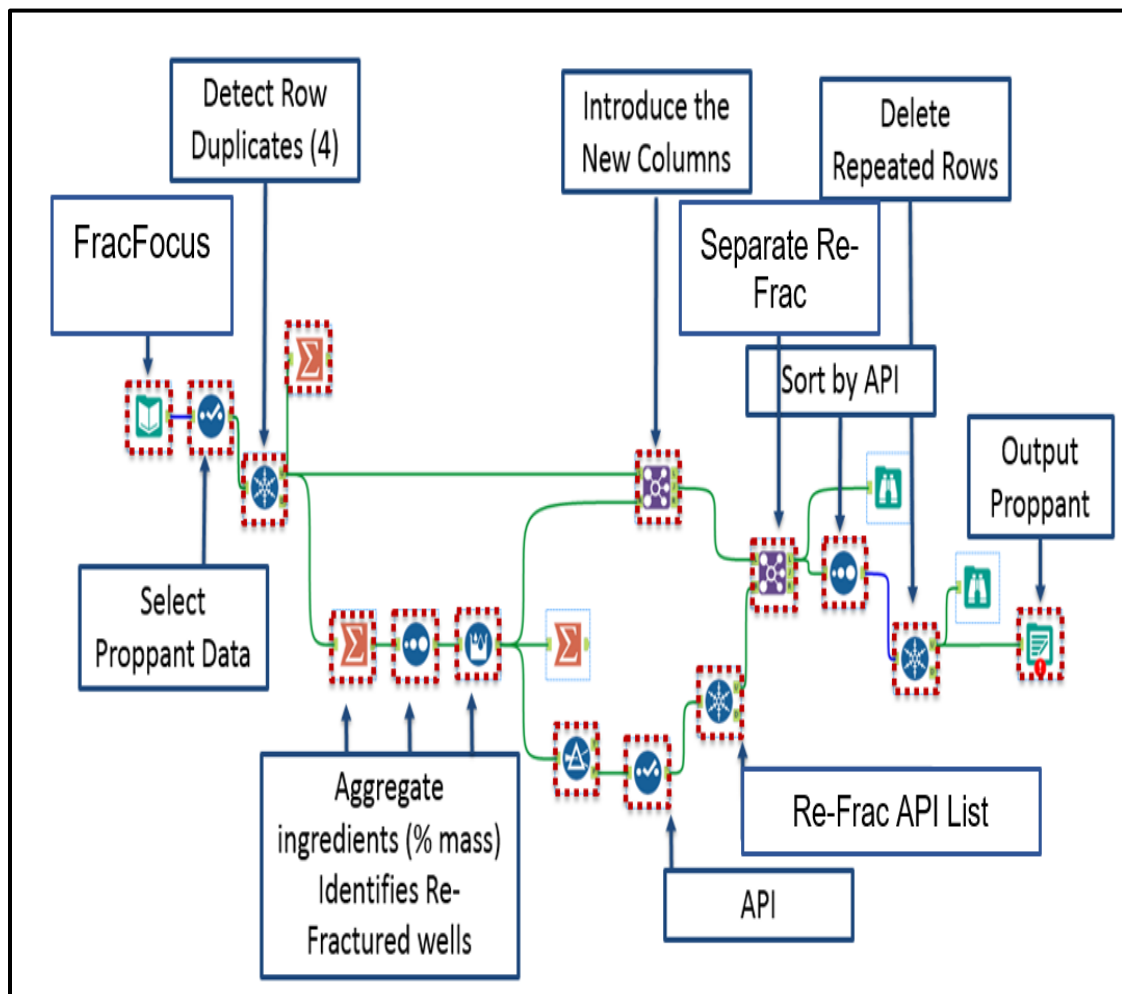 Detect Row
Duplicates (4)
Introduce the
New Columns
Delete
Repeated Rows
FracFocus
Separate Re-
Frac
Sort by API
Output
Proppant
Select
Proppant Data
Aggregate
ingredients (% mass)
Identifies Re-
Fractured wells
Re-Frac API List
API